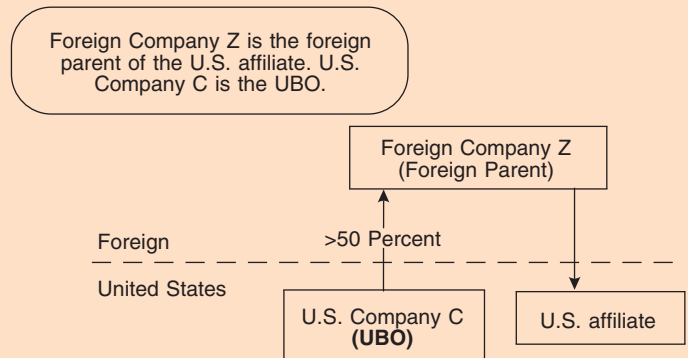 Foreign Company Z is the foreign
parent of the U.S. affiliate. U.S.
Company C is the UBO.
Foreign Company Z
(Foreign Parent)
Foreign
>50 Percent
United States
U.S. Company C
(UBO)
U.S. affiliate